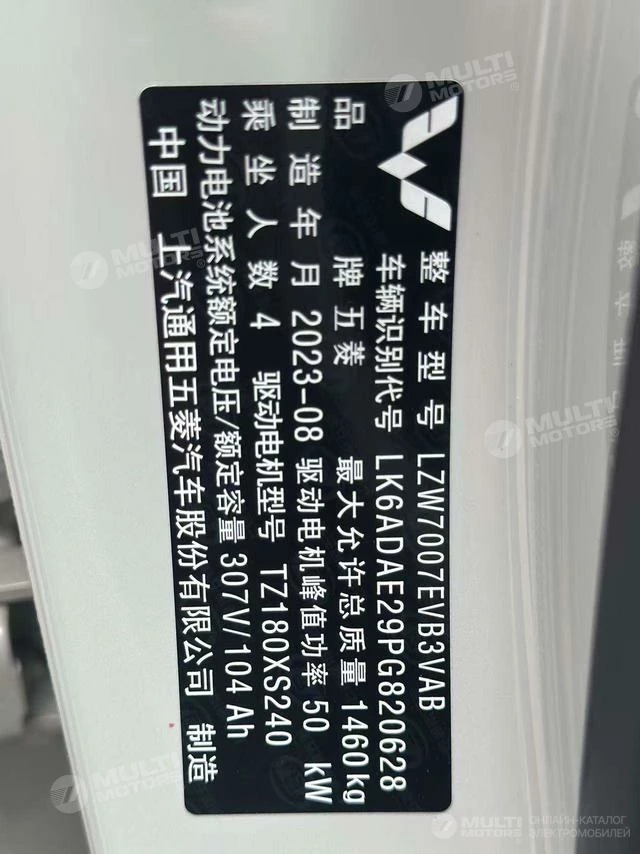 整车型号 LZW7007EVB3VAB
车辆识别代号 LK6ADAE29PG820628
品牌 五菱 最大允许总质量 1460kg
制造年月 2023-08 驱动电机峰值功率 50 kW
乘坐人数 4 驱动电机型号 TZ180XS240
动力电池系统额定电压/额定容量 307V/104Ah
中国 上汽通用五菱汽车股份有限公司 制造
MULTI MOTORS®
MULTI MOTORS®
MULTI MOTORS®
MULTI MOTORS®
MULTI MOTORS
ОНЛАЙН-КАТАЛОГ
ЭЛЕКТРОМОБИЛЕЙ